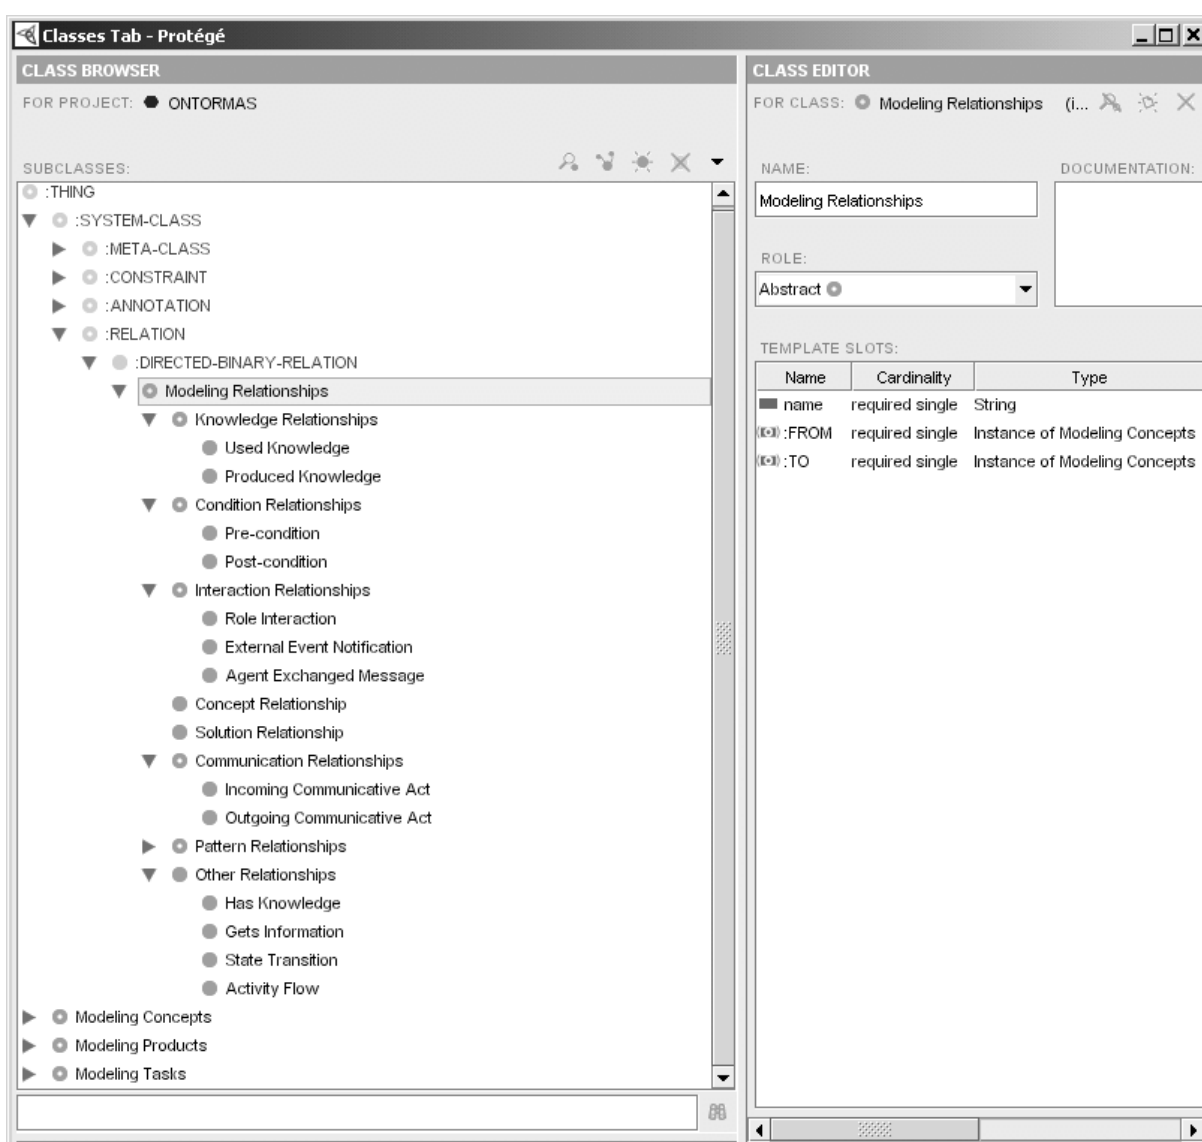 Classes Tab - Protégé
CLASS BROWSER
FOR PROJECT: ONTORMAS
SUBCLASSES:
:THING
:SYSTEM-CLASS
:META-CLASS
:CONSTRAINT
:ANNOTATION
:RELATION
:DIRECTED-BINARY-RELATION
Modeling Relationships
Knowledge Relationships
Used Knowledge
Produced Knowledge
Condition Relationships
Pre-condition
Post-condition
Interaction Relationships
Role Interaction
External Event Notification
Agent Exchanged Message
Concept Relationship
Solution Relationship
Communication Relationships
Incoming Communicative Act
Outgoing Communicative Act
Pattern Relationships
Other Relationships
Has Knowledge
Gets Information
State Transition
Activity Flow
Modeling Concepts
Modeling Products
Modeling Tasks
CLASS EDITOR
FOR CLASS: Modeling Relationships (i...
NAME: DOCUMENTATION:
Modeling Relationships
ROLE:
Abstract
TEMPLATE SLOTS:
Name Cardinality Type
name required single String
:FROM required single Instance of Modeling Concepts
:TO required single Instance of Modeling Concepts